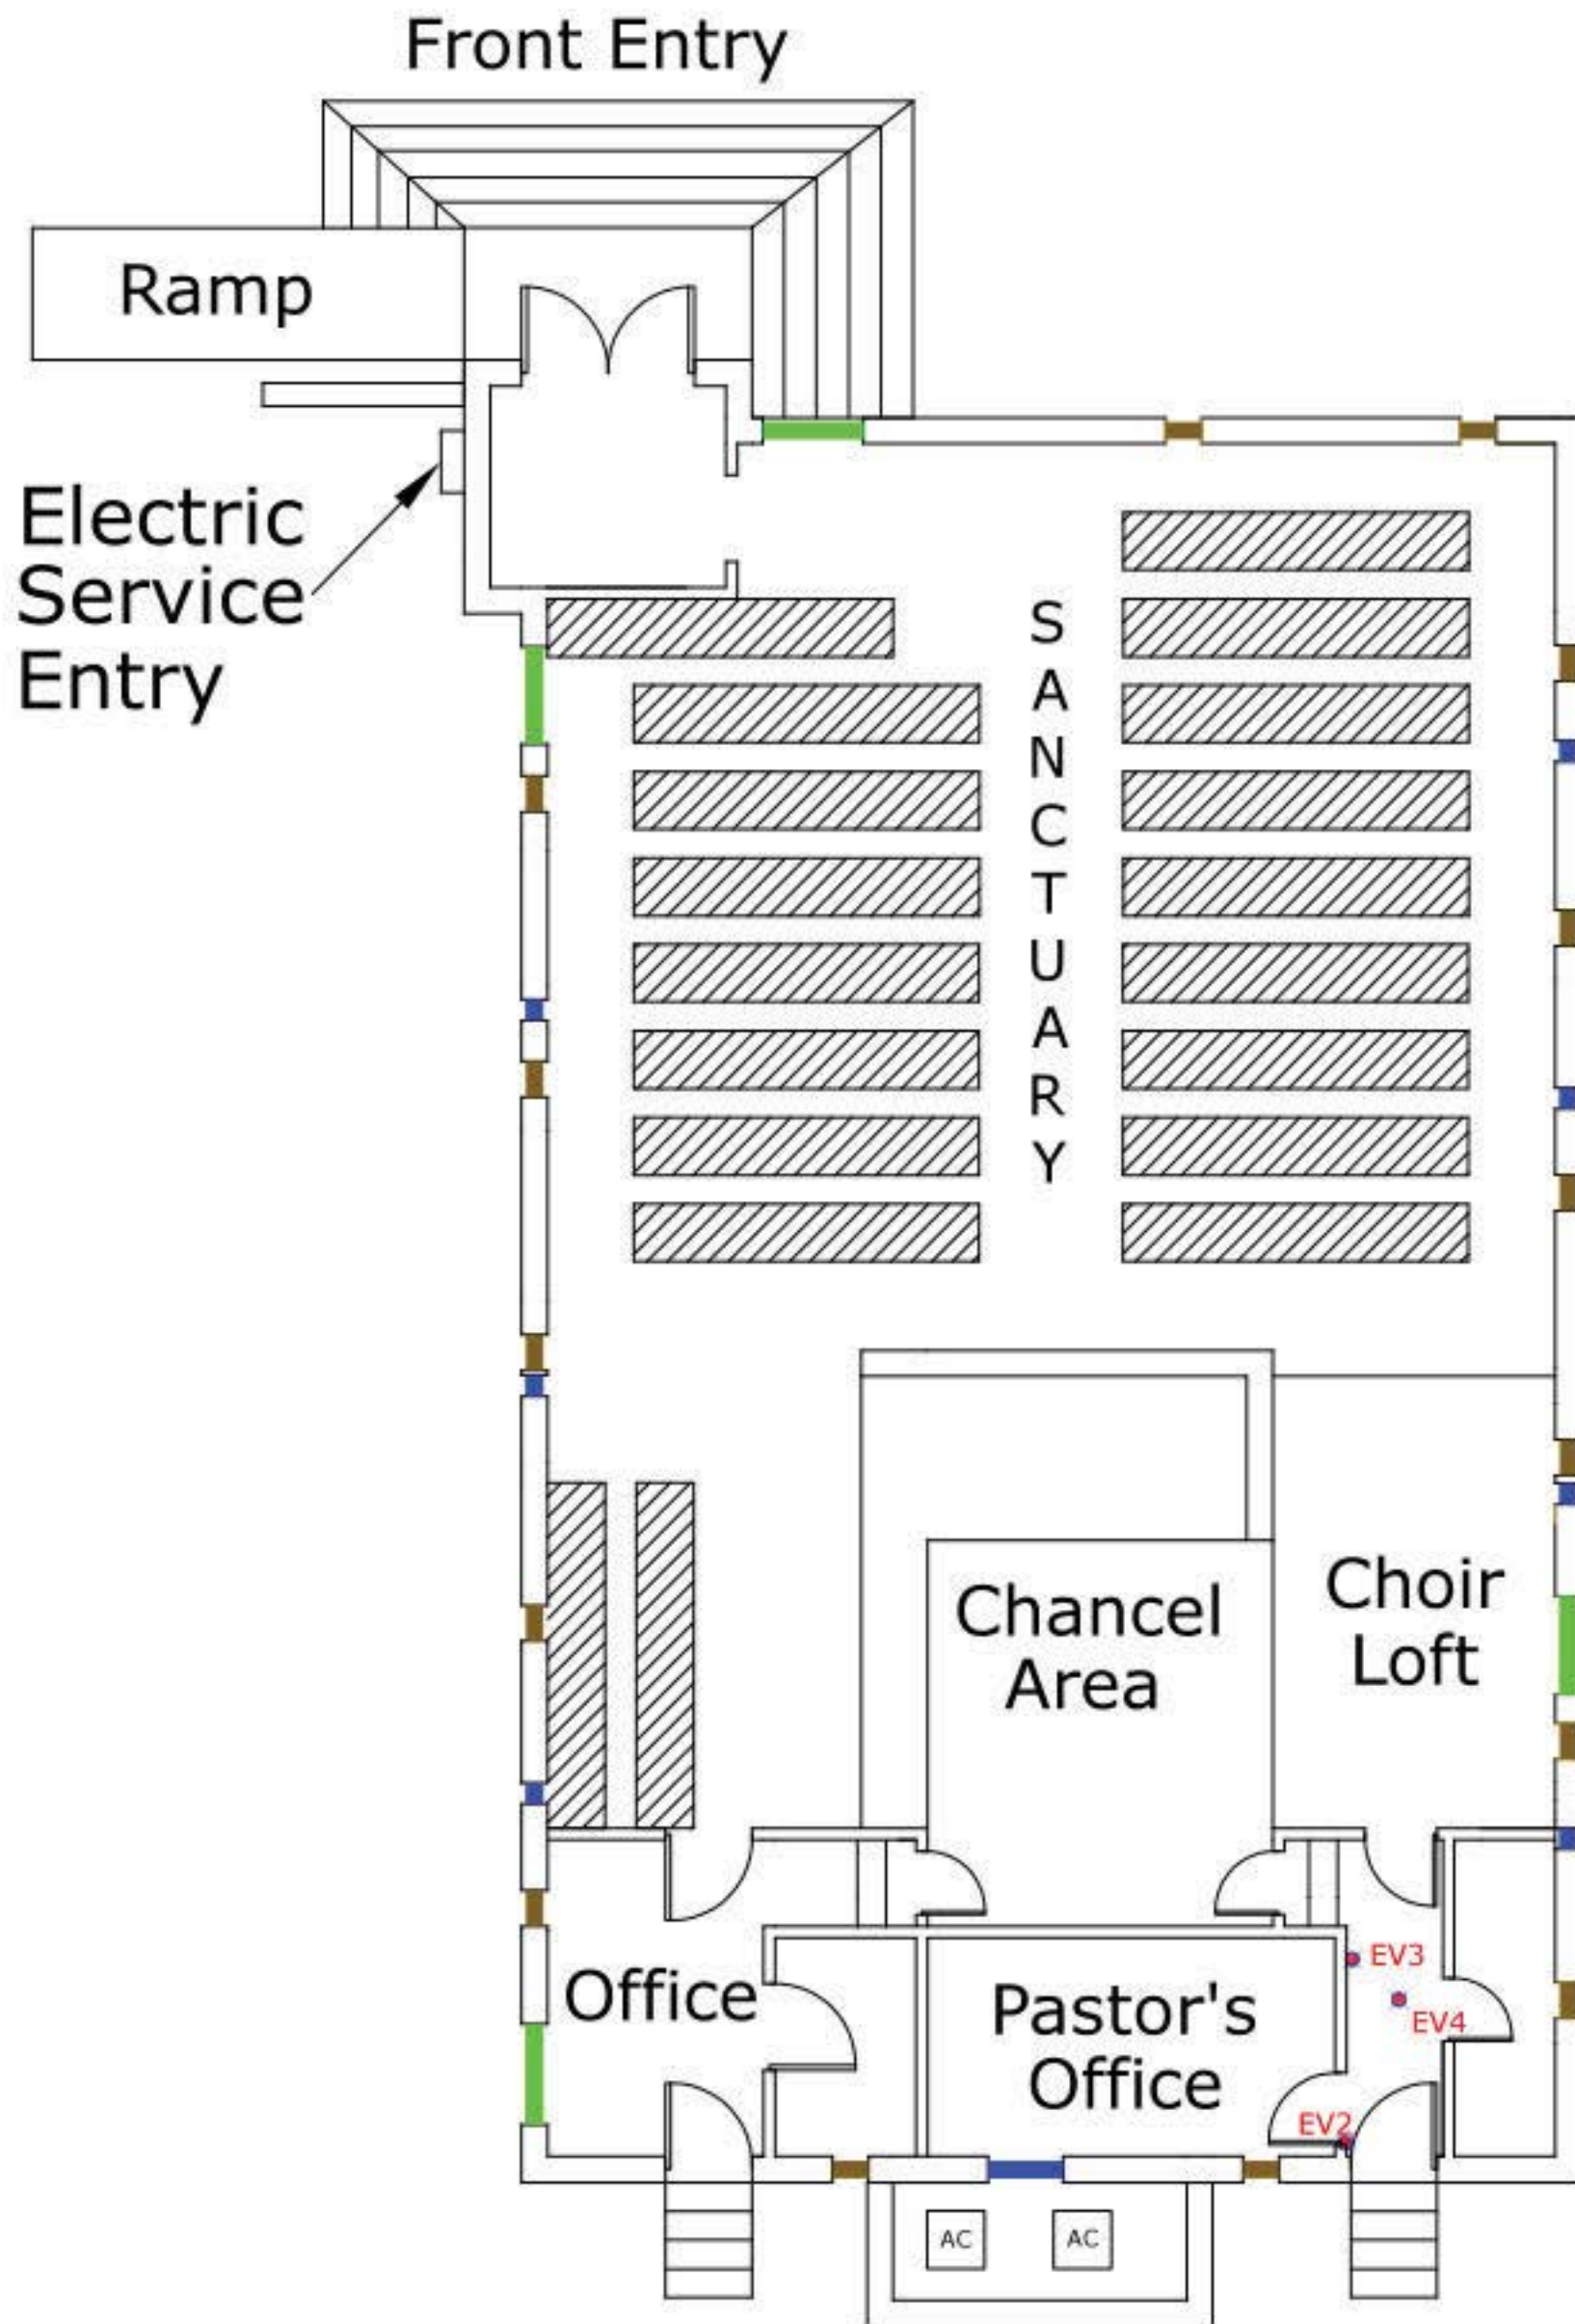 Front Entry
Ramp
Electric
Service
Entry
S
A
N
C
T
U
A
R
Y
Chancel
Area
Choir
Loft
Office
Pastor's
Office
EV3
EV4
EV2
AC
AC